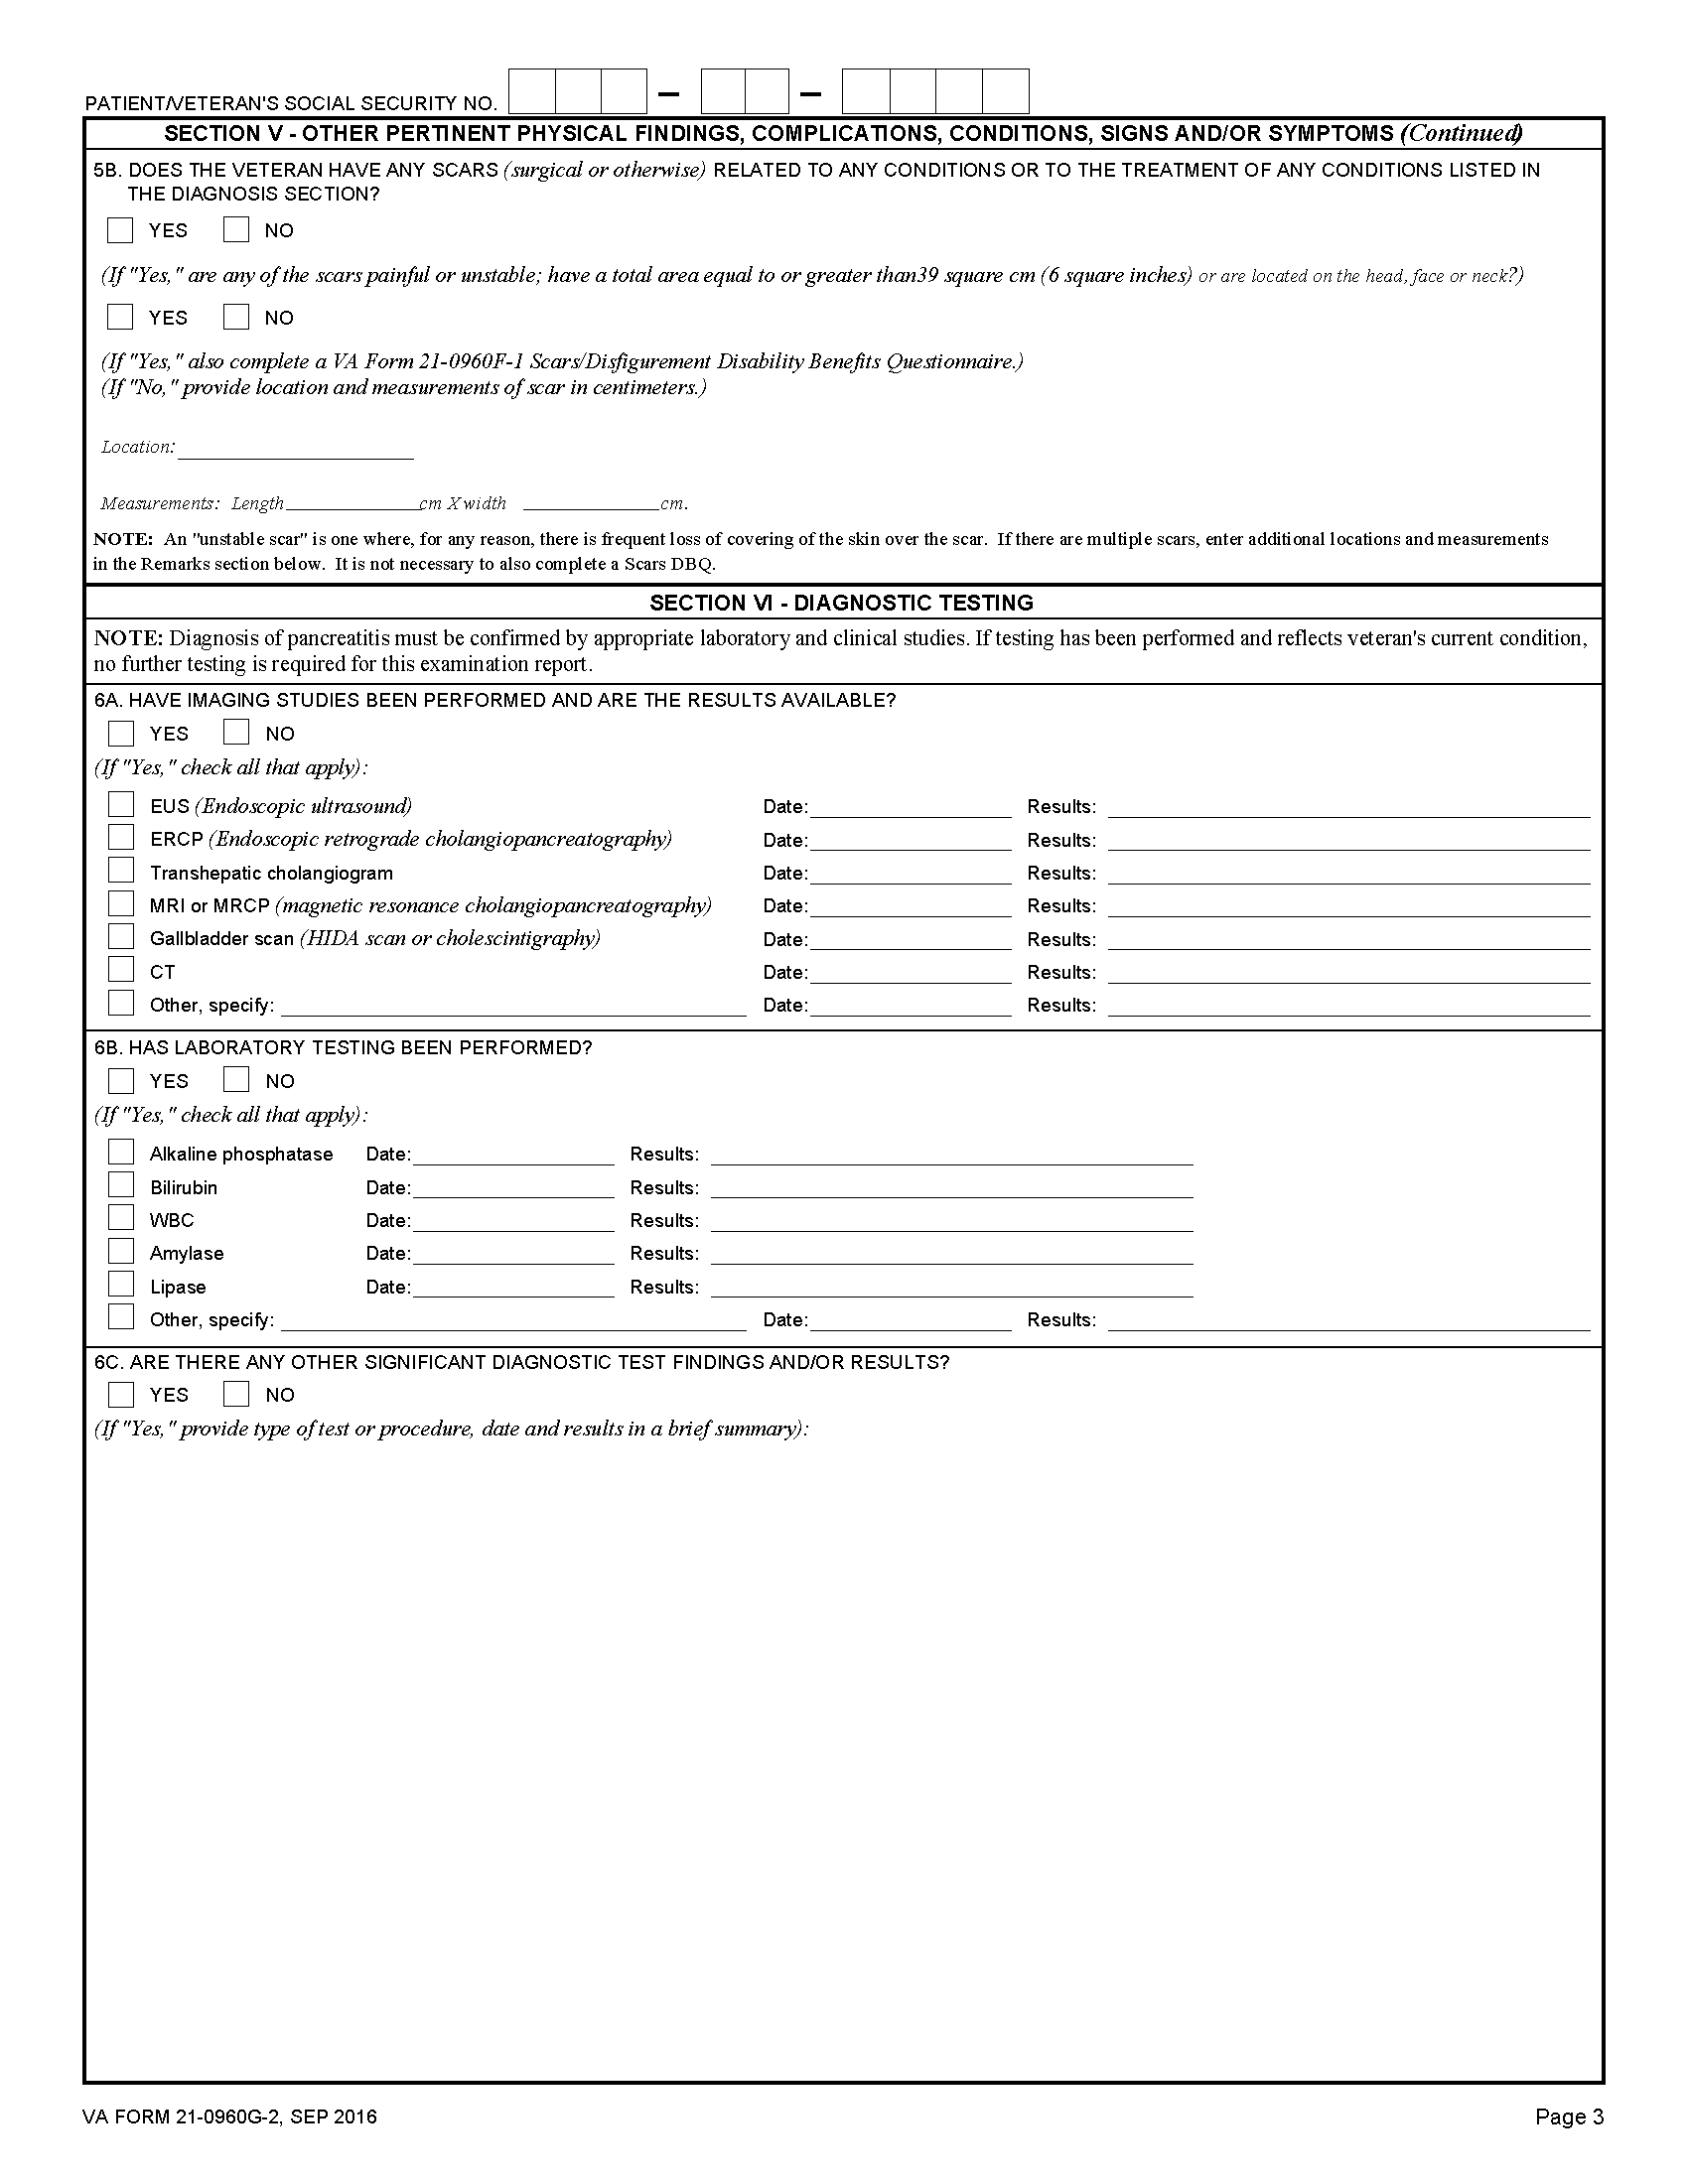 PATIENT/VETERAN'S SOCIAL SECURITY NO. – –
SECTION V - OTHER PERTINENT PHYSICAL FINDINGS, COMPLICATIONS, CONDITIONS, SIGNS AND/OR SYMPTOMS (Continued)
5B. DOES THE VETERAN HAVE ANY SCARS (surgical or otherwise) RELATED TO ANY CONDITIONS OR TO THE TREATMENT OF ANY CONDITIONS LISTED IN
THE DIAGNOSIS SECTION?
YES NO
(If "Yes," are any of the scars painful or unstable; have a total area equal to or greater than39 square cm (6 square inches) or are located on the head, face or neck?)
YES NO
(If "Yes," also complete a VA Form 21-0960F-1 Scars/Disfigurement Disability Benefits Questionnaire.)
(If "No," provide location and measurements of scar in centimeters.)
Location:
Measurements: Length cm X width cm.
NOTE: An "unstable scar" is one where, for any reason, there is frequent loss of covering of the skin over the scar. If there are multiple scars, enter additional locations and measurements
in the Remarks section below. It is not necessary to also complete a Scars DBQ.
SECTION VI - DIAGNOSTIC TESTING
NOTE: Diagnosis of pancreatitis must be confirmed by appropriate laboratory and clinical studies. If testing has been performed and reflects veteran's current condition,
no further testing is required for this examination report.
6A. HAVE IMAGING STUDIES BEEN PERFORMED AND ARE THE RESULTS AVAILABLE?
YES NO
(If "Yes," check all that apply):
EUS (Endoscopic ultrasound) Date: Results:
ERCP (Endoscopic retrograde cholangiopancreatography) Date: Results:
Transhepatic cholangiogram Date: Results:
MRI or MRCP (magnetic resonance cholangiopancreatography) Date: Results:
Gallbladder scan (HIDA scan or cholescintigraphy) Date: Results:
CT Date: Results:
Other, specify: Date: Results:
6B. HAS LABORATORY TESTING BEEN PERFORMED?
YES NO
(If "Yes," check all that apply):
Alkaline phosphatase Date: Results:
Bilirubin Date: Results:
WBC Date: Results:
Amylase Date: Results:
Lipase Date: Results:
Other, specify: Date: Results:
6C. ARE THERE ANY OTHER SIGNIFICANT DIAGNOSTIC TEST FINDINGS AND/OR RESULTS?
YES NO
(If "Yes," provide type of test or procedure, date and results in a brief summary):
VA FORM 21-0960G-2, SEP 2016 Page 3